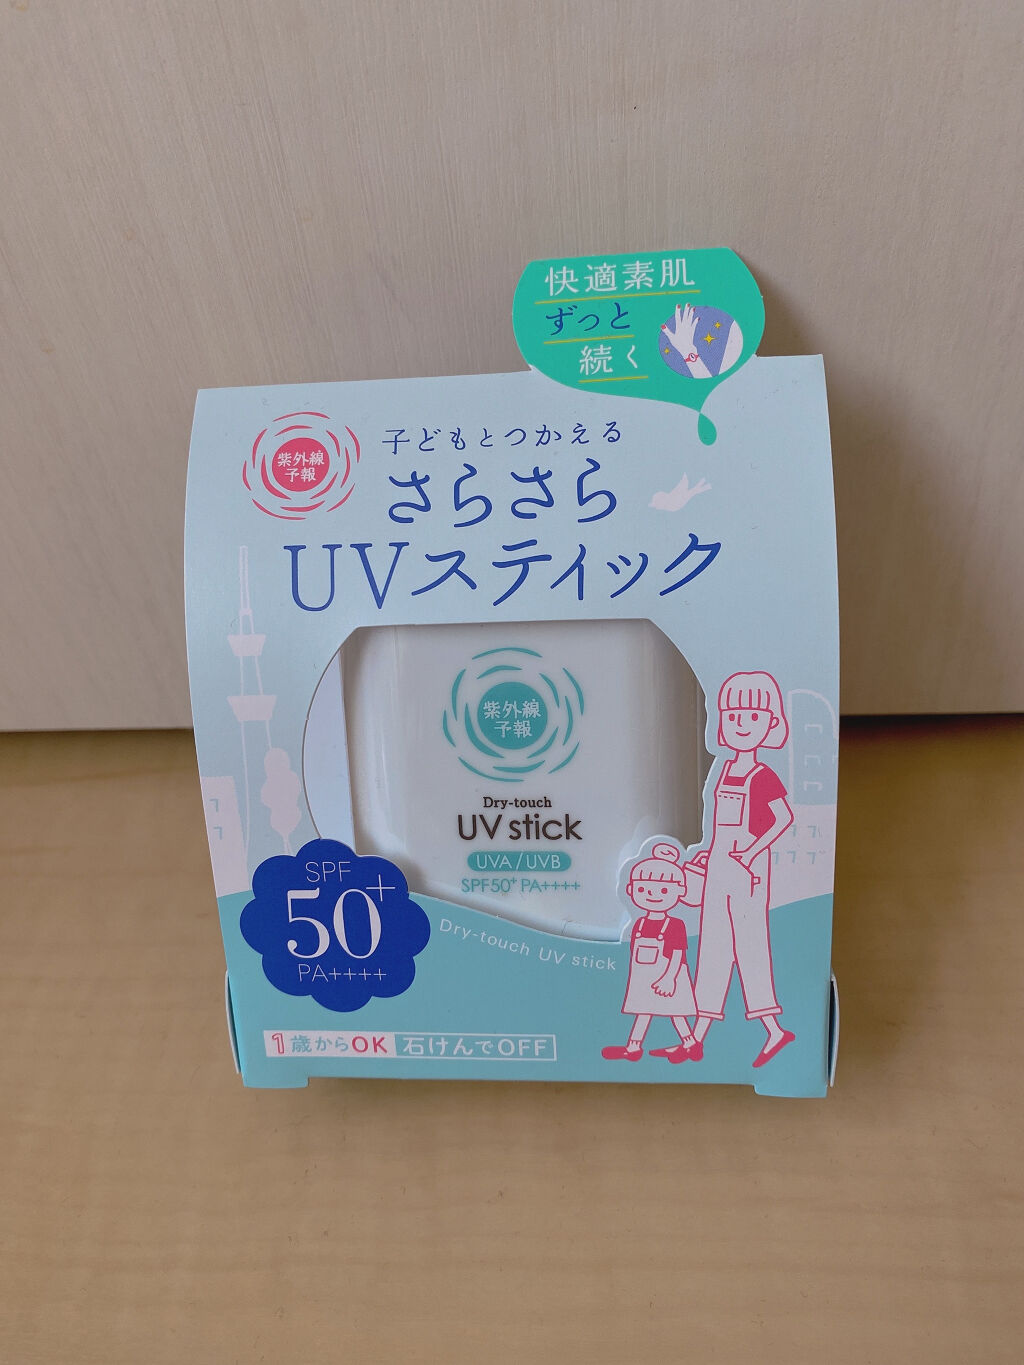 快適素肌
ずっと
続く
紫外線
予報
子どもとつかえる
さらさら
UVスティック
紫外線
予報
Dry-touch
UV stick
UVA/UVB
SPF50+ PA++++
SPF
50+
PA++++
Dry-touch UV stick
1歳からOK 石けんでOFF